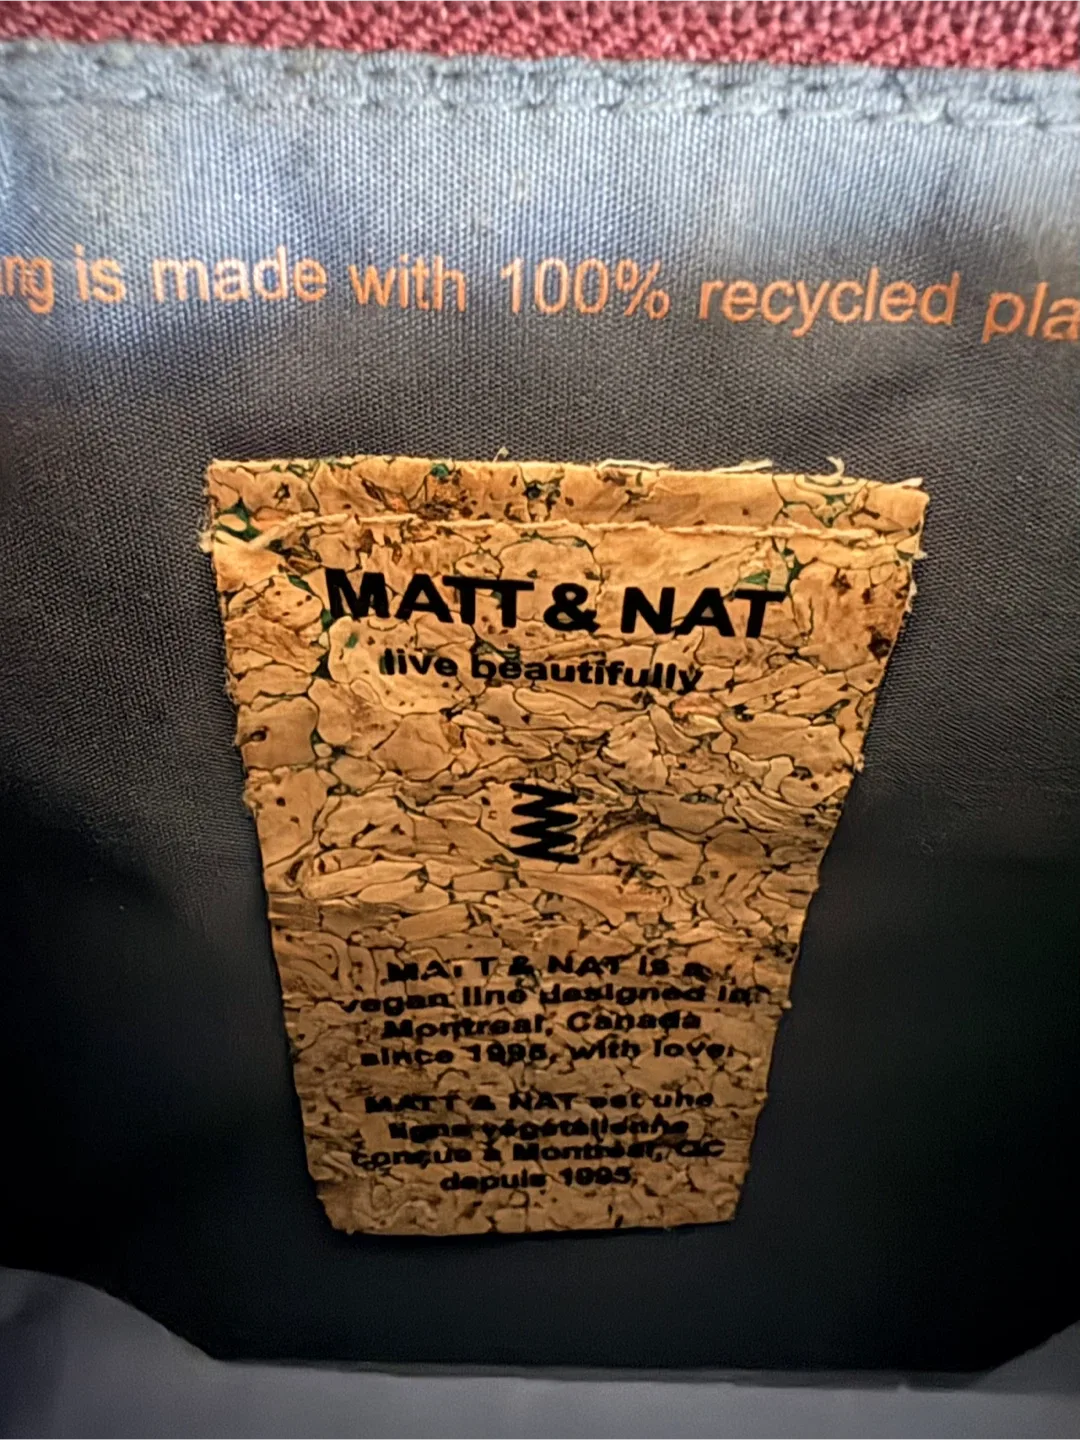 ing is made with 100% recycled pla
MATT & NAT
live beautifully
MATT & NAT is a
vegan line designed in
Montreal, Canada
since 1995, with love.
MATT & NAT est une
ligne végétalienne
conçue à Montréal, QC
depuis 1995.